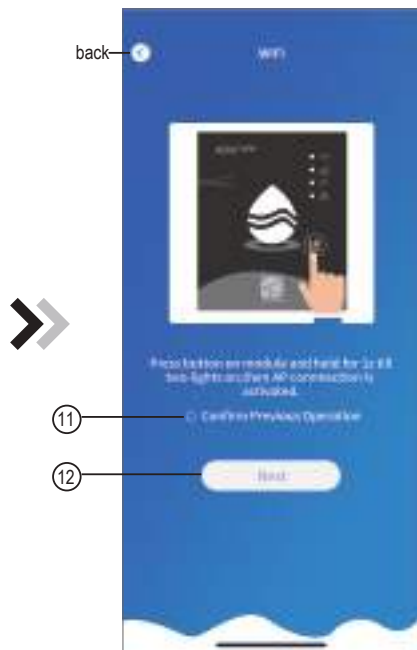 back
wifi
Press button on module and hold for 1s till
two lights on,then AP connection is
activated.
11 Confirm Previous Operation
12 Next